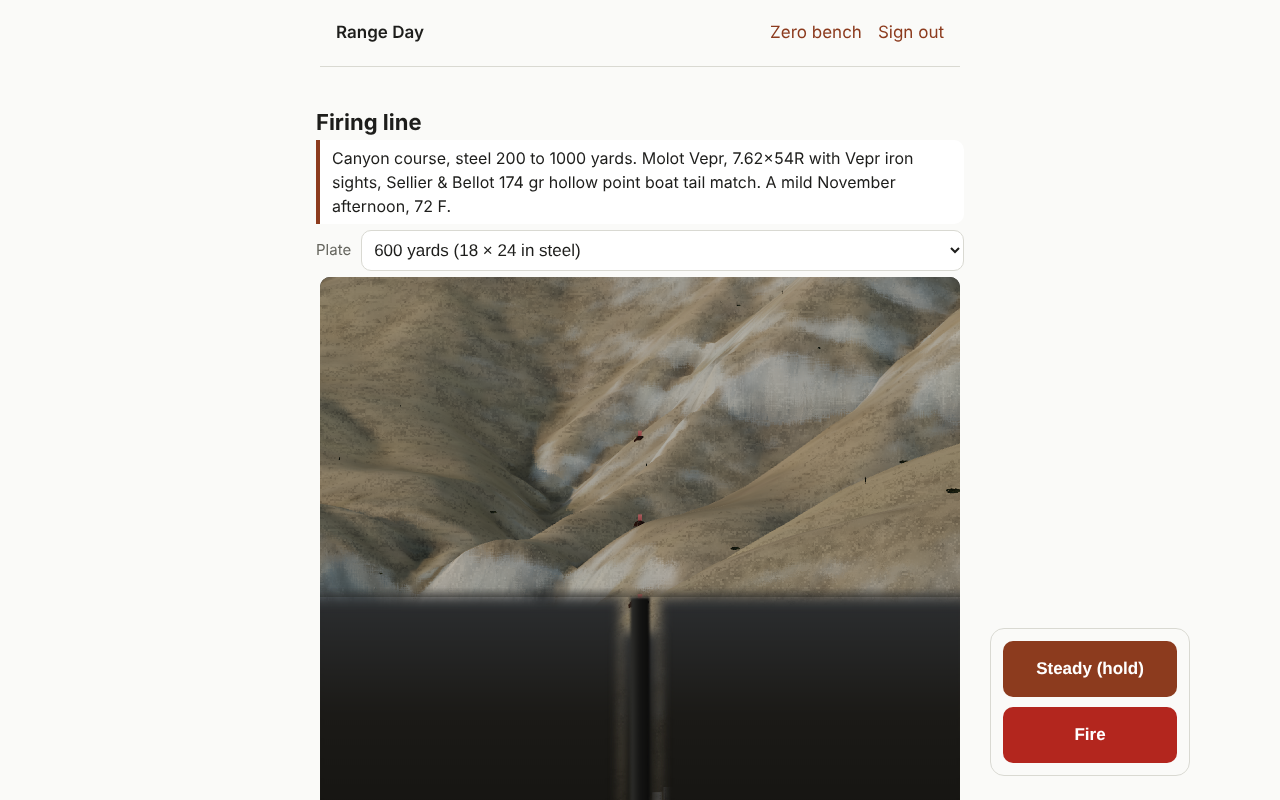 Range Day
Zero bench
Sign out
Firing line
Canyon course, steel 200 to 1000 yards. Molot Vepr, 7.62×54R with Vepr iron
sights, Sellier & Bellot 174 gr hollow point boat tail match. A mild November
afternoon, 72 F.
Plate
600 yards (18 × 24 in steel)
Steady (hold)
Fire